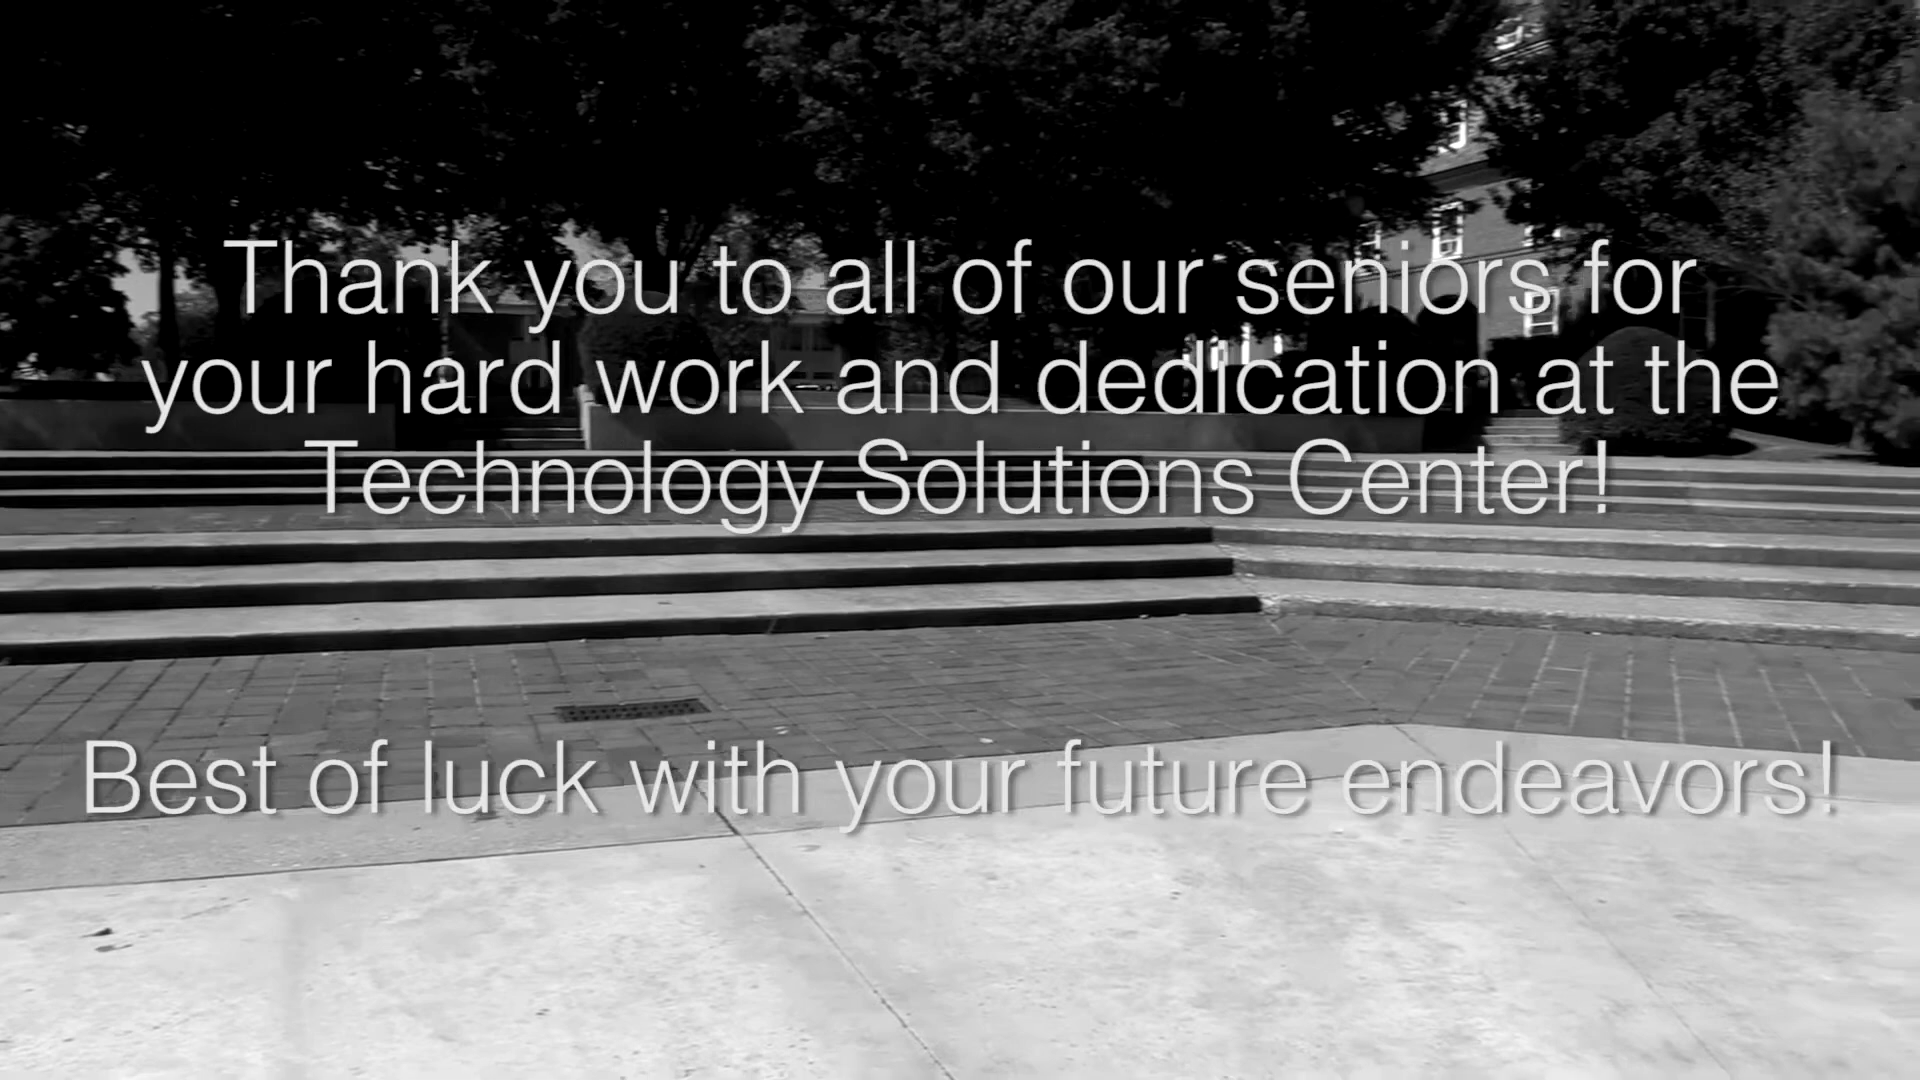 Thank you to all of our seniors for
your hard work and dedication at the
Technology Solutions Center!
Best of luck with your future endeavors!